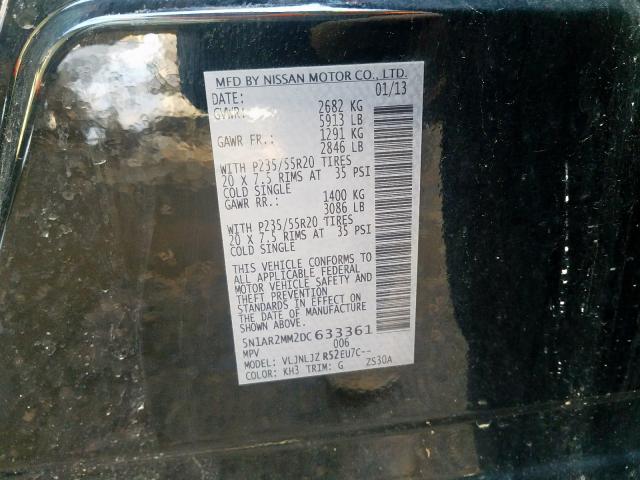 MFD BY NISSAN MOTOR CO., LTD.
DATE: 01/13
GVWR: 2682 KG
5913 LB
GAWR FR.: 1291 KG
2846 LB
WITH P235/55R20 TIRES
20 X 7.5 RIMS AT 35 PSI
COLD SINGLE
GAWR RR.: 1400 KG
3086 LB
WITH P235/55R20 TIRES
20 X 7.5 RIMS AT 35 PSI
COLD SINGLE
THIS VEHICLE CONFORMS TO
ALL APPLICABLE FEDERAL
MOTOR VEHICLE SAFETY AND
THEFT PREVENTION
STANDARDS IN EFFECT ON
THE DATE OF MANUFACTURE
SHOWN ABOVE.
5N1AR2MM2DC633361
MPV 006
MODEL: VLJNLJZ R52EU7C--
COLOR: KH3 TRIM: G ZS30A